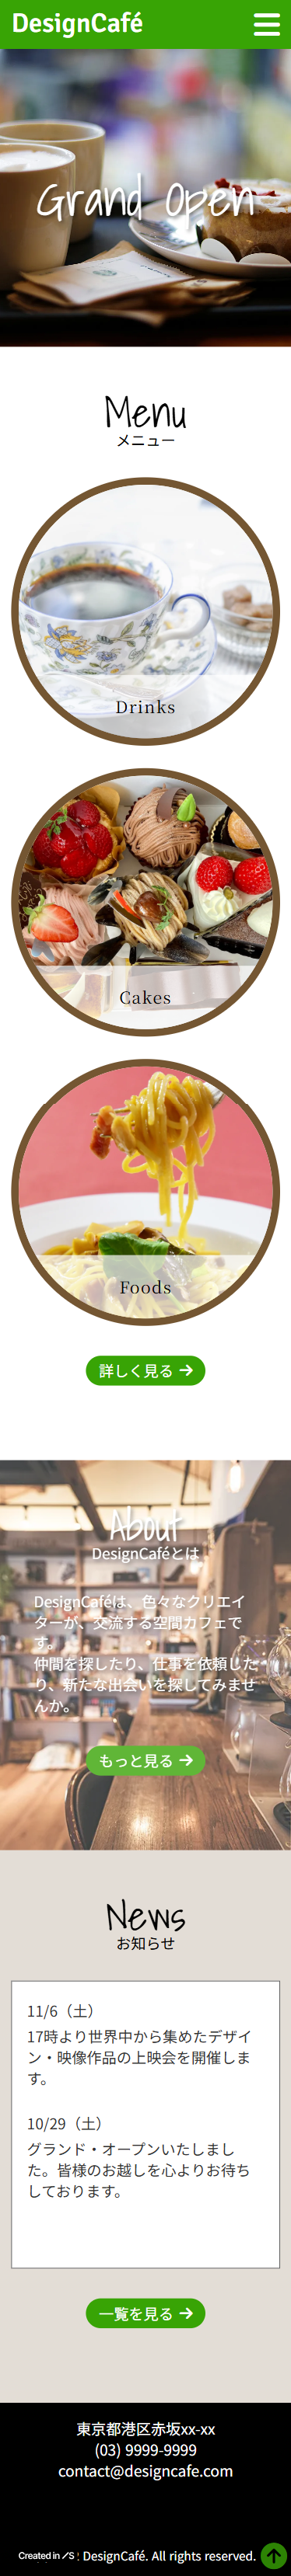 DesignCafé
Grand Open
Menu
メニュー
Drinks
Cakes
Foods
詳しく見る
About
DesignCaféとは
DesignCaféは、色々なクリエイ
ターが、交流する空間カフェで
す。
仲間を探したり、仕事を依頼した
り、新たな出会いを探してみませ
んか。
もっと見る
News
お知らせ
11/6（土）
17時より世界中から集めたデザイ
ン・映像作品の上映会を開催しま
す。
10/29（土）
グランド・オープンいたしまし
た。皆様のお越しを心よりお待ち
しております。
一覧を見る
東京都港区赤坂xx-xx
(03) 9999-9999
contact@designcafe.com
Created in /S DesignCafé. All rights reserved.